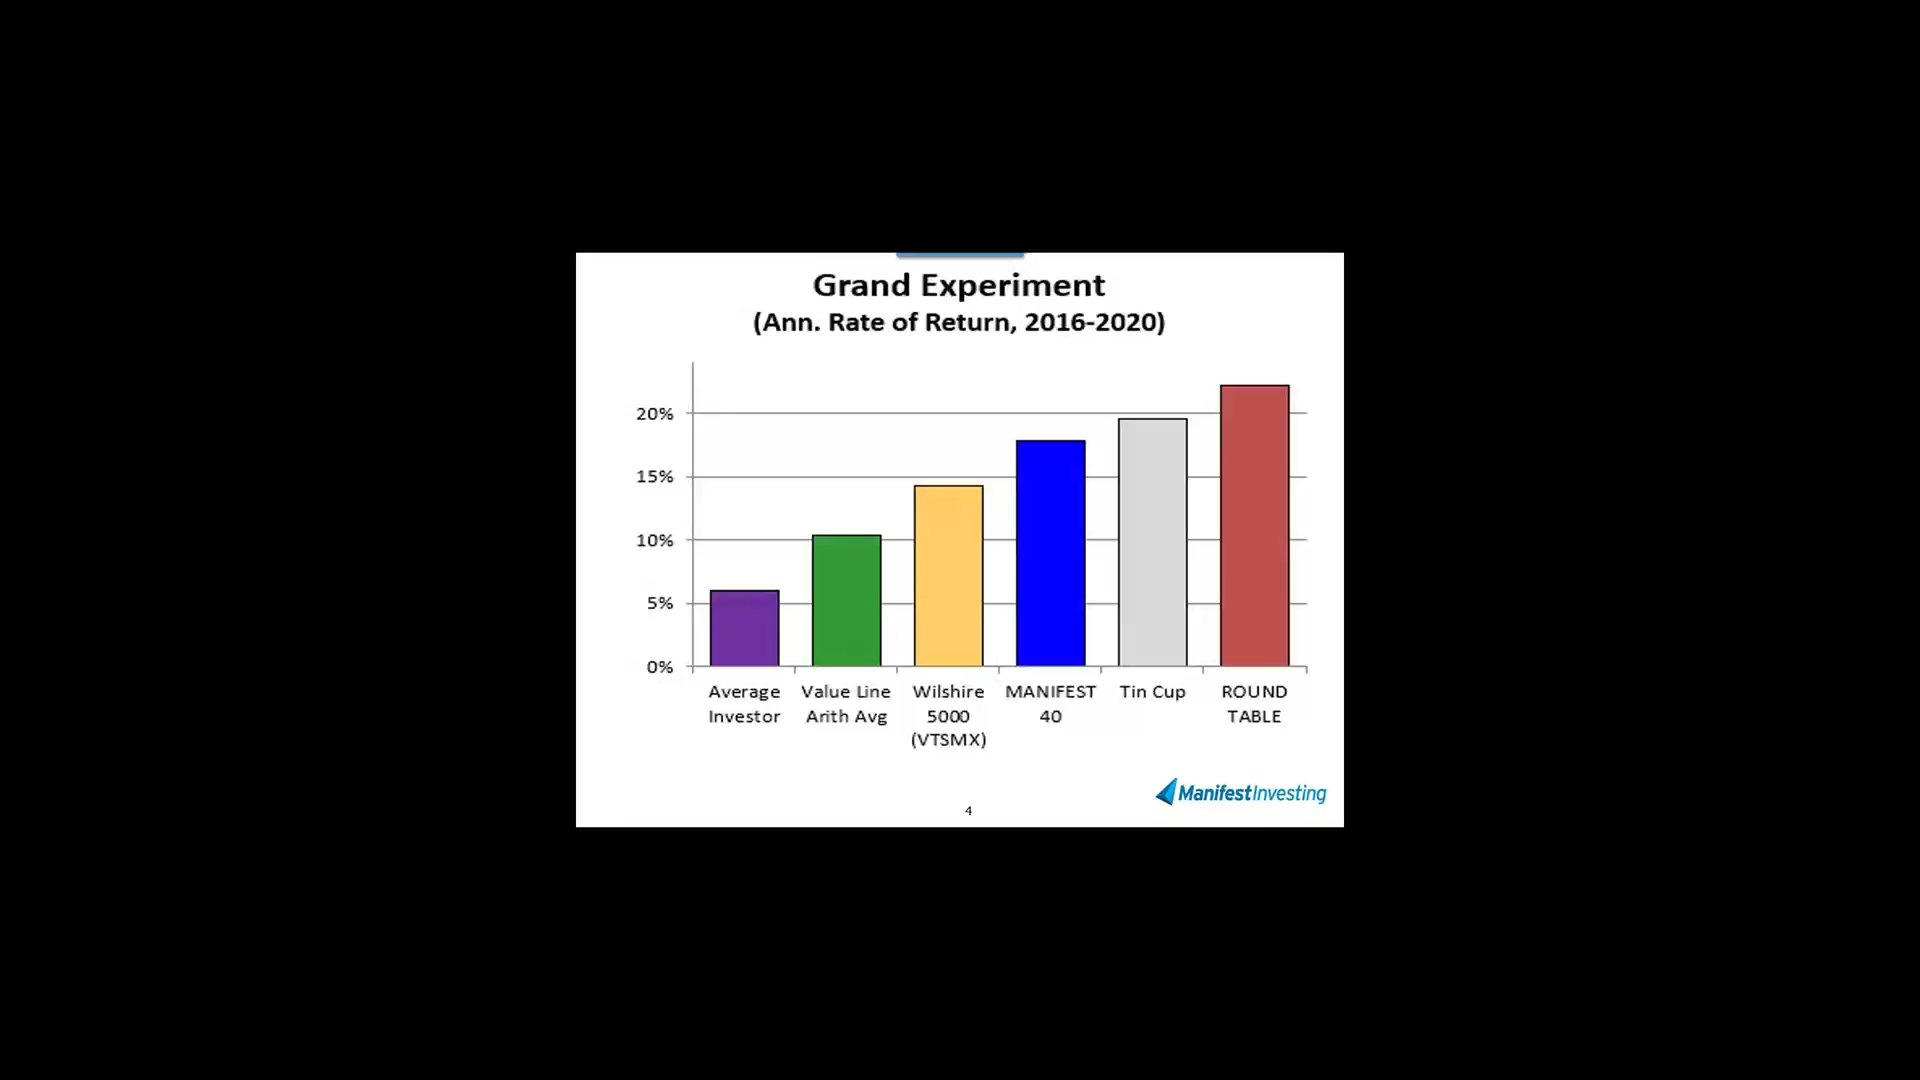 Grand Experiment
(Ann. Rate of Return, 2016-2020)
20%
15%
10%
5%
0%
Average
Investor
Value Line
Arith Avg
Wilshire
5000
(VTSMX)
MANIFEST
40
Tin Cup
ROUND
TABLE
ManifestInvesting
4